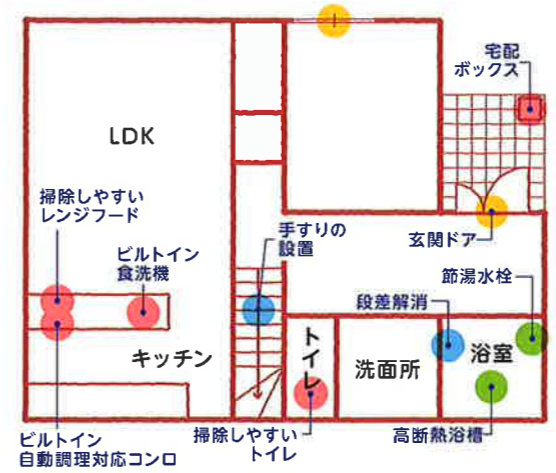 宅配
ボックス
LDK
掃除しやすい
レンジフード
手すりの
設置
玄関ドア
ビルトイン
食洗機
節湯水栓
段差解消
トイレ
洗面所
浴室
キッチン
掃除しやすい
トイレ
高断熱浴槽
ビルトイン
自動調理対応コンロ